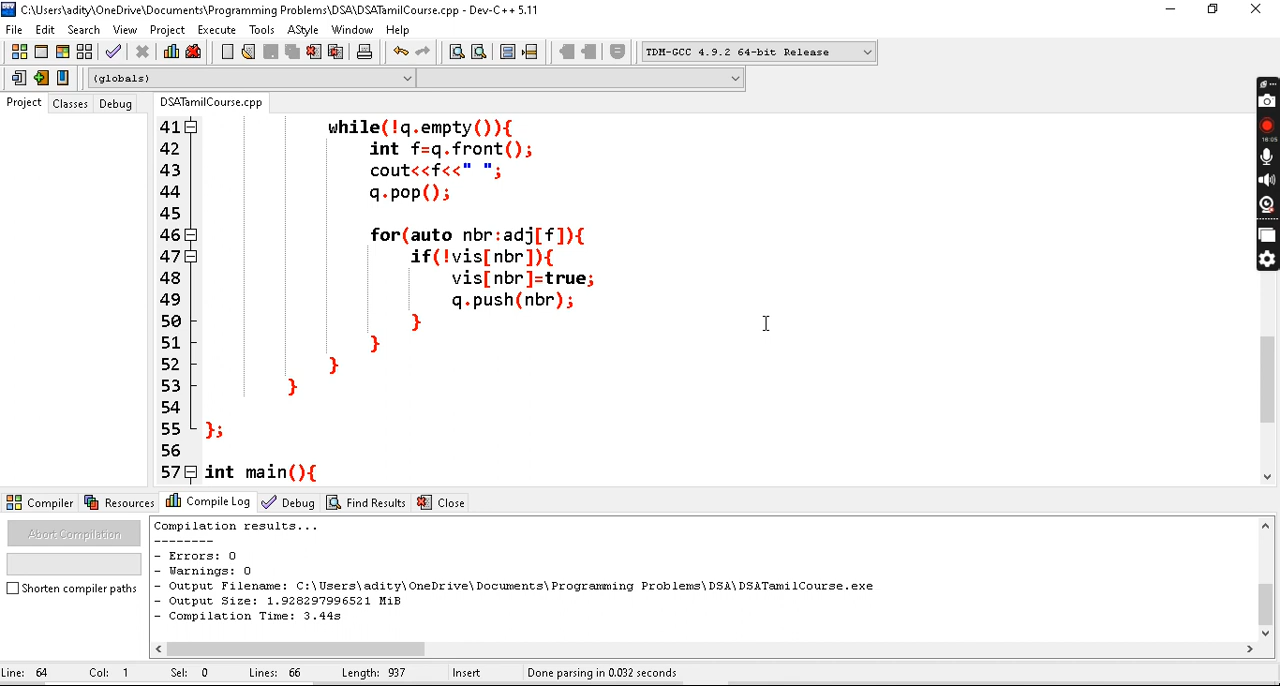 C:\Users\adity\OneDrive\Documents\Programming Problems\DSA\DSATamilCourse.cpp - Dev-C++ 5.11
File Edit Search View Project Execute Tools AStyle Window Help
TDM-GCC 4.9.2 64-bit Release
(globals)
Project Classes Debug DSATamilCourse.cpp
41 while(!q.empty()){
42 int f=q.front();
43 cout<<f<<" ";
44 q.pop();
45
46 for(auto nbr:adj[f]){
47 if(!vis[nbr]){
48 vis[nbr]=true;
49 q.push(nbr);
50 }
51 }
52 }
53 }
54
55 };
56
57 int main(){
Compiler Resources Compile Log Debug Find Results Close
Abort Compilation
Shorten compiler paths
Compilation results...
--------
- Errors: 0
- Warnings: 0
- Output Filename: C:\Users\adity\OneDrive\Documents\Programming Problems\DSA\DSATamilCourse.exe
- Output Size: 1.928297996521 MiB
- Compilation Time: 3.44s
Line: 64 Col: 1 Sel: 0 Lines: 66 Length: 937 Insert Done parsing in 0.032 seconds